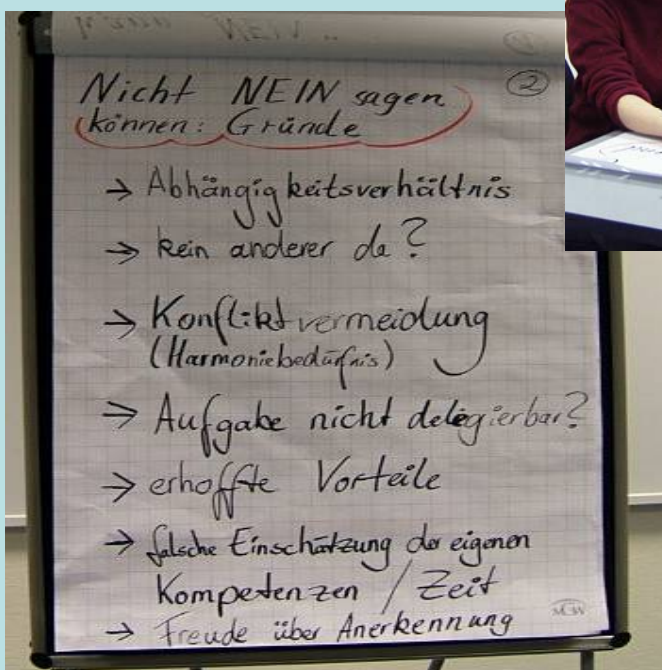 NEIN ..
②
Nicht NEIN sagen
können: Gründe
→ Abhängigkeitsverhältnis
→ kein anderer da?
→ Konfliktvermeidung
(Harmoniebedürfnis)
→ Aufgabe nicht delegierbar?
→ erhoffte Vorteile
→ falsche Einschätzung der eigenen
Kompetenzen / Zeit
→ Freude über Anerkennung